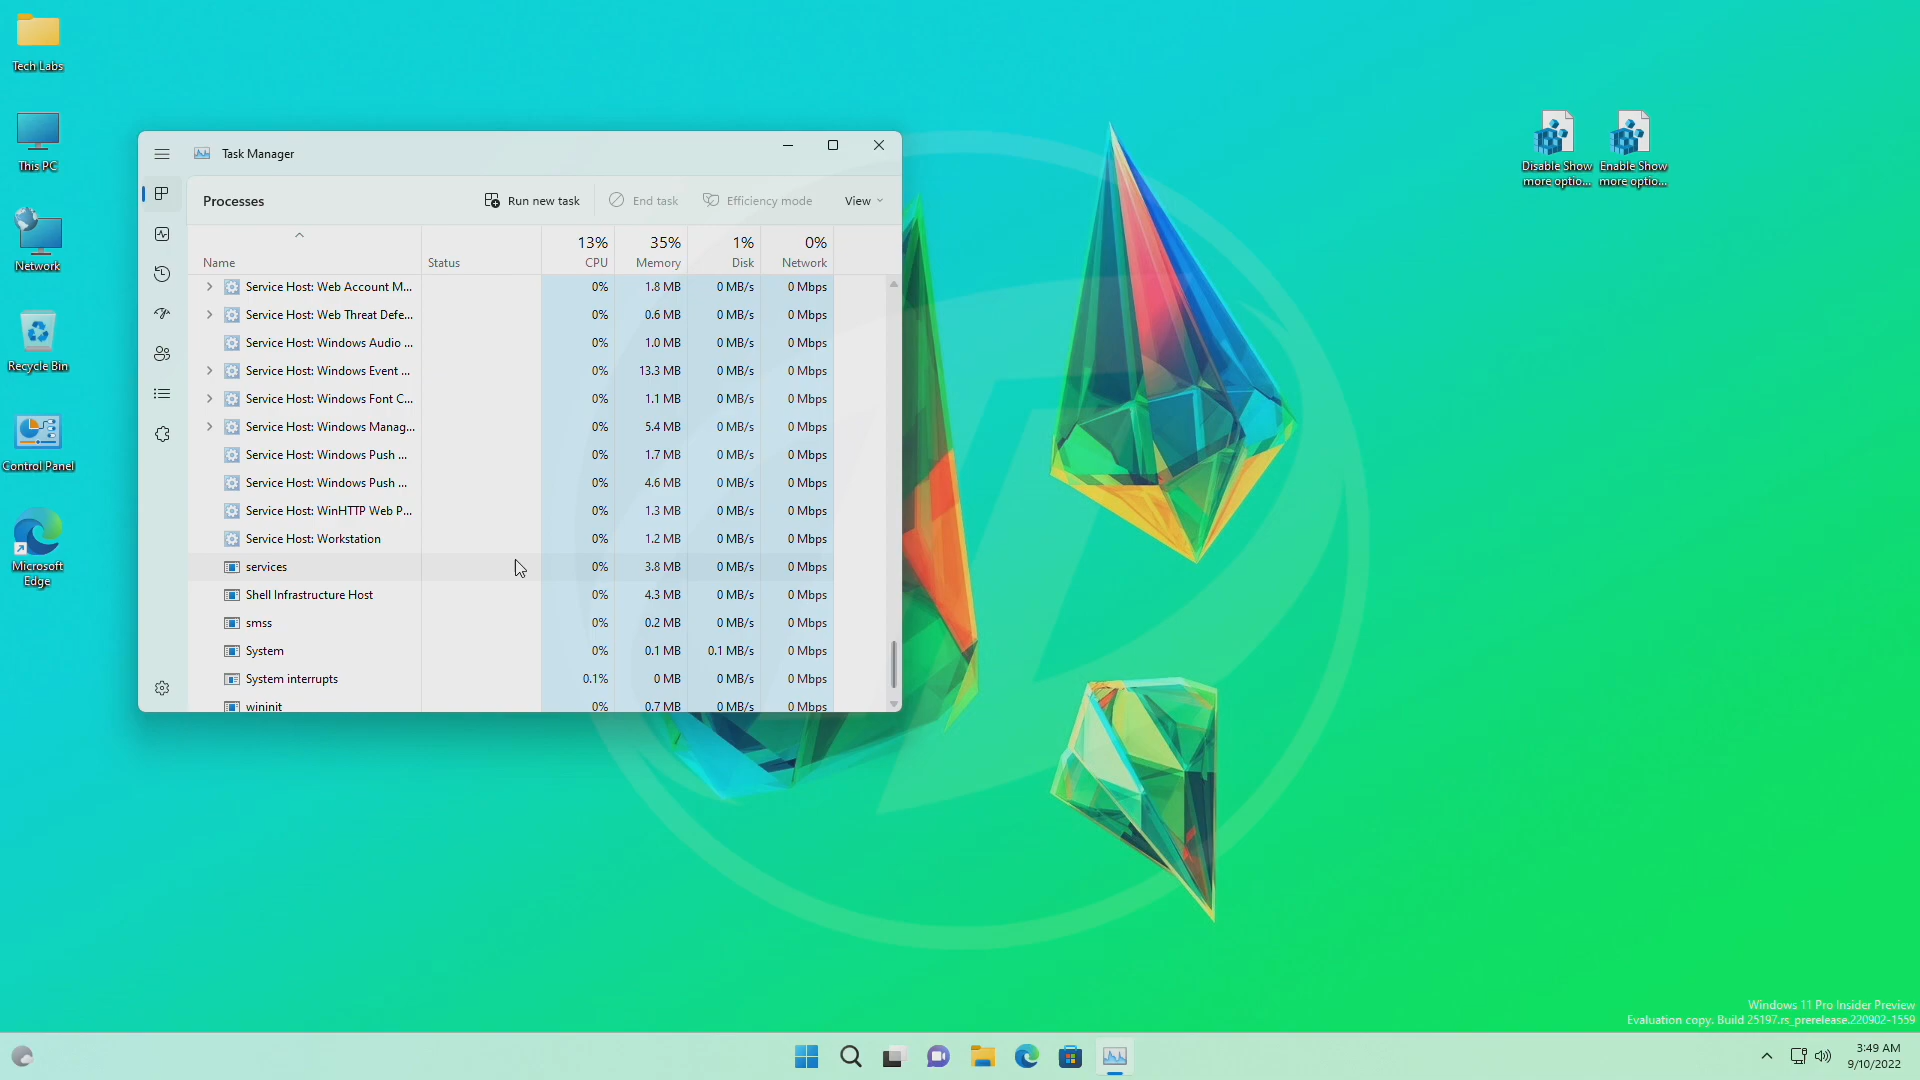 Tech Labs
This PC
Network
Recycle Bin
Control Panel
Microsoft
Edge
Task Manager
Processes
Run new task
End task
Efficiency mode
View
Name
Status
13%
CPU
35%
Memory
1%
Disk
0%
Network
Service Host: Web Account M... 0% 1.8 MB 0 MB/s 0 Mbps
Service Host: Web Threat Defe... 0% 0.6 MB 0 MB/s 0 Mbps
Service Host: Windows Audio ... 0% 1.0 MB 0 MB/s 0 Mbps
Service Host: Windows Event ... 0% 13.3 MB 0 MB/s 0 Mbps
Service Host: Windows Font C... 0% 1.1 MB 0 MB/s 0 Mbps
Service Host: Windows Manag... 0% 5.4 MB 0 MB/s 0 Mbps
Service Host: Windows Push ... 0% 1.7 MB 0 MB/s 0 Mbps
Service Host: Windows Push ... 0% 4.6 MB 0 MB/s 0 Mbps
Service Host: WinHTTP Web P... 0% 1.3 MB 0 MB/s 0 Mbps
Service Host: Workstation 0% 1.2 MB 0 MB/s 0 Mbps
services 0% 3.8 MB 0 MB/s 0 Mbps
Shell Infrastructure Host 0% 4.3 MB 0 MB/s 0 Mbps
smss 0% 0.2 MB 0 MB/s 0 Mbps
System 0% 0.1 MB 0.1 MB/s 0 Mbps
System interrupts 0.1% 0 MB 0 MB/s 0 Mbps
wininit 0% 0.7 MB 0 MB/s 0 Mbps
Disable Show
more optio...
Enable Show
more optio...
Windows 11 Pro Insider Preview
Evaluation copy. Build 25197.rs_prerelease.220902-1559
3:49 AM
9/10/2022